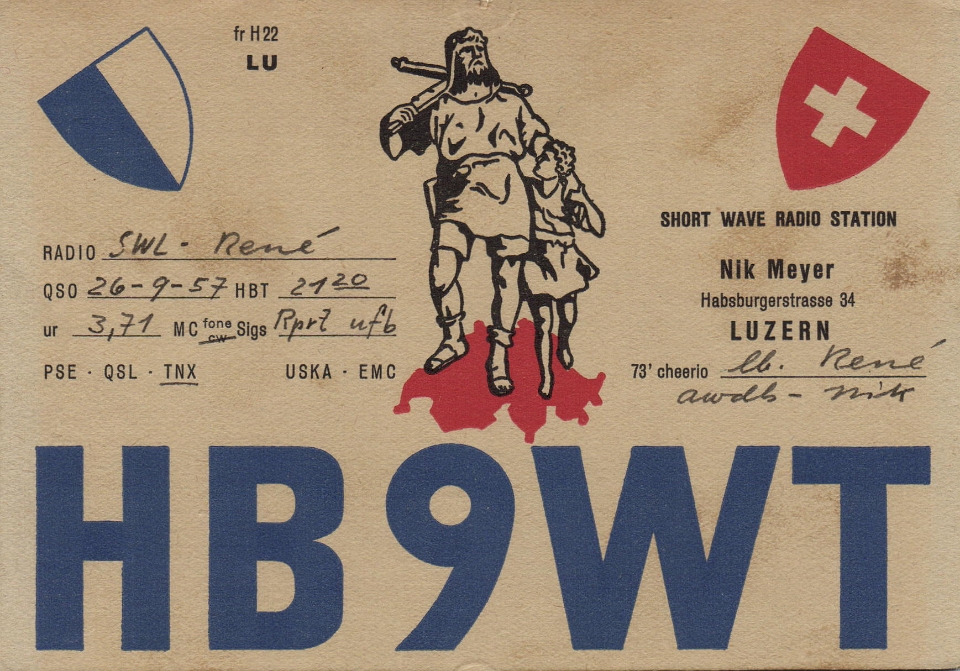 fr H 22
LU
SHORT WAVE RADIO STATION
Nik Meyer
Habsburgerstrasse 34
LUZERN
73' cheerio lb. René
awdh - Nik
RADIO SWL - René
QSO 26-9-57 HBT 21 20
ur 3,71 MC fone cw Sigs Rprt ufb
PSE · QSL · TNX USKA · EMC
HB9WT